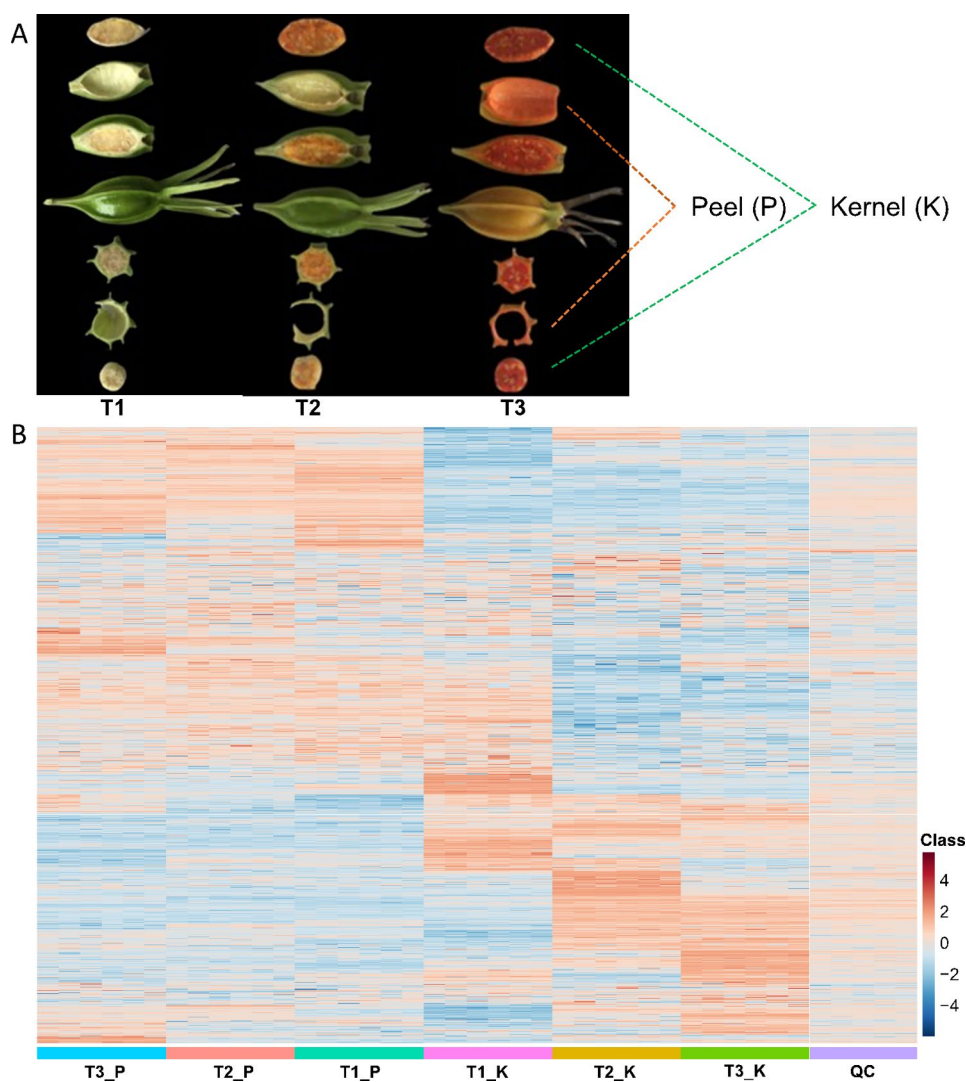 A
Peel (P)
Kernel (K)
T1
T2
T3
B
Class
4
2
0
−2
−4
T3_P
T2_P
T1_P
T1_K
T2_K
T3_K
QC